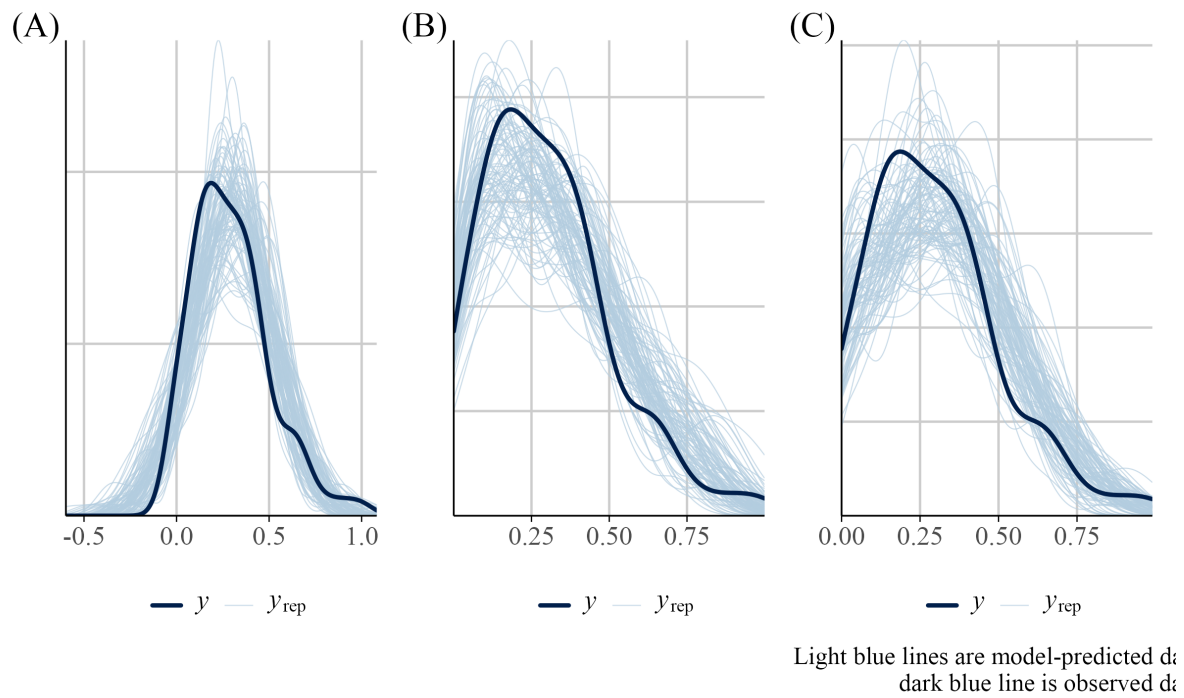 (A) (B) (C)
-0.5 0.0 0.5 1.0 0.25 0.50 0.75 0.00 0.25 0.50 0.75
y yrep y yrep y yrep
Light blue lines are model-predicted
dark blue line is observed